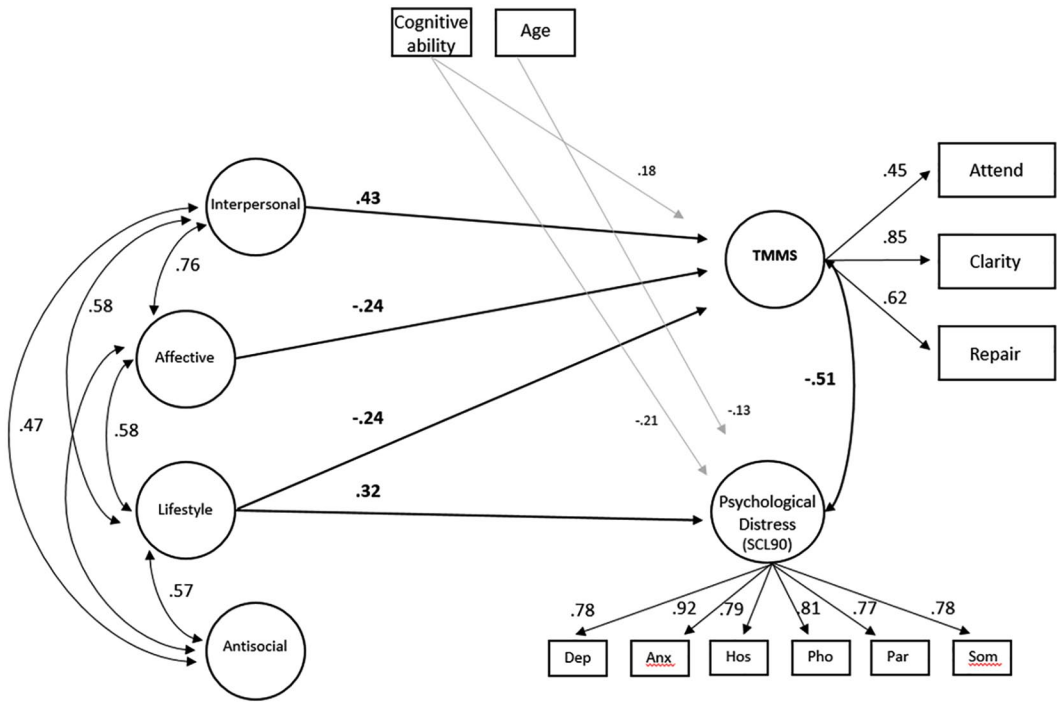 Cognitive
ability
Age
.18
Attend
.45
Interpersonal
.43
.85
TMMS
Clarity
.76
.62
.58
-.24
Repair
Affective
-.51
.47
-.24
-.13
.58
-.21
.32
Lifestyle
Psychological
Distress
(SCL90)
.57
.78
.92
.79
.81
.77
.78
Antisocial
Dep
Anx
Hos
Pho
Par
Som